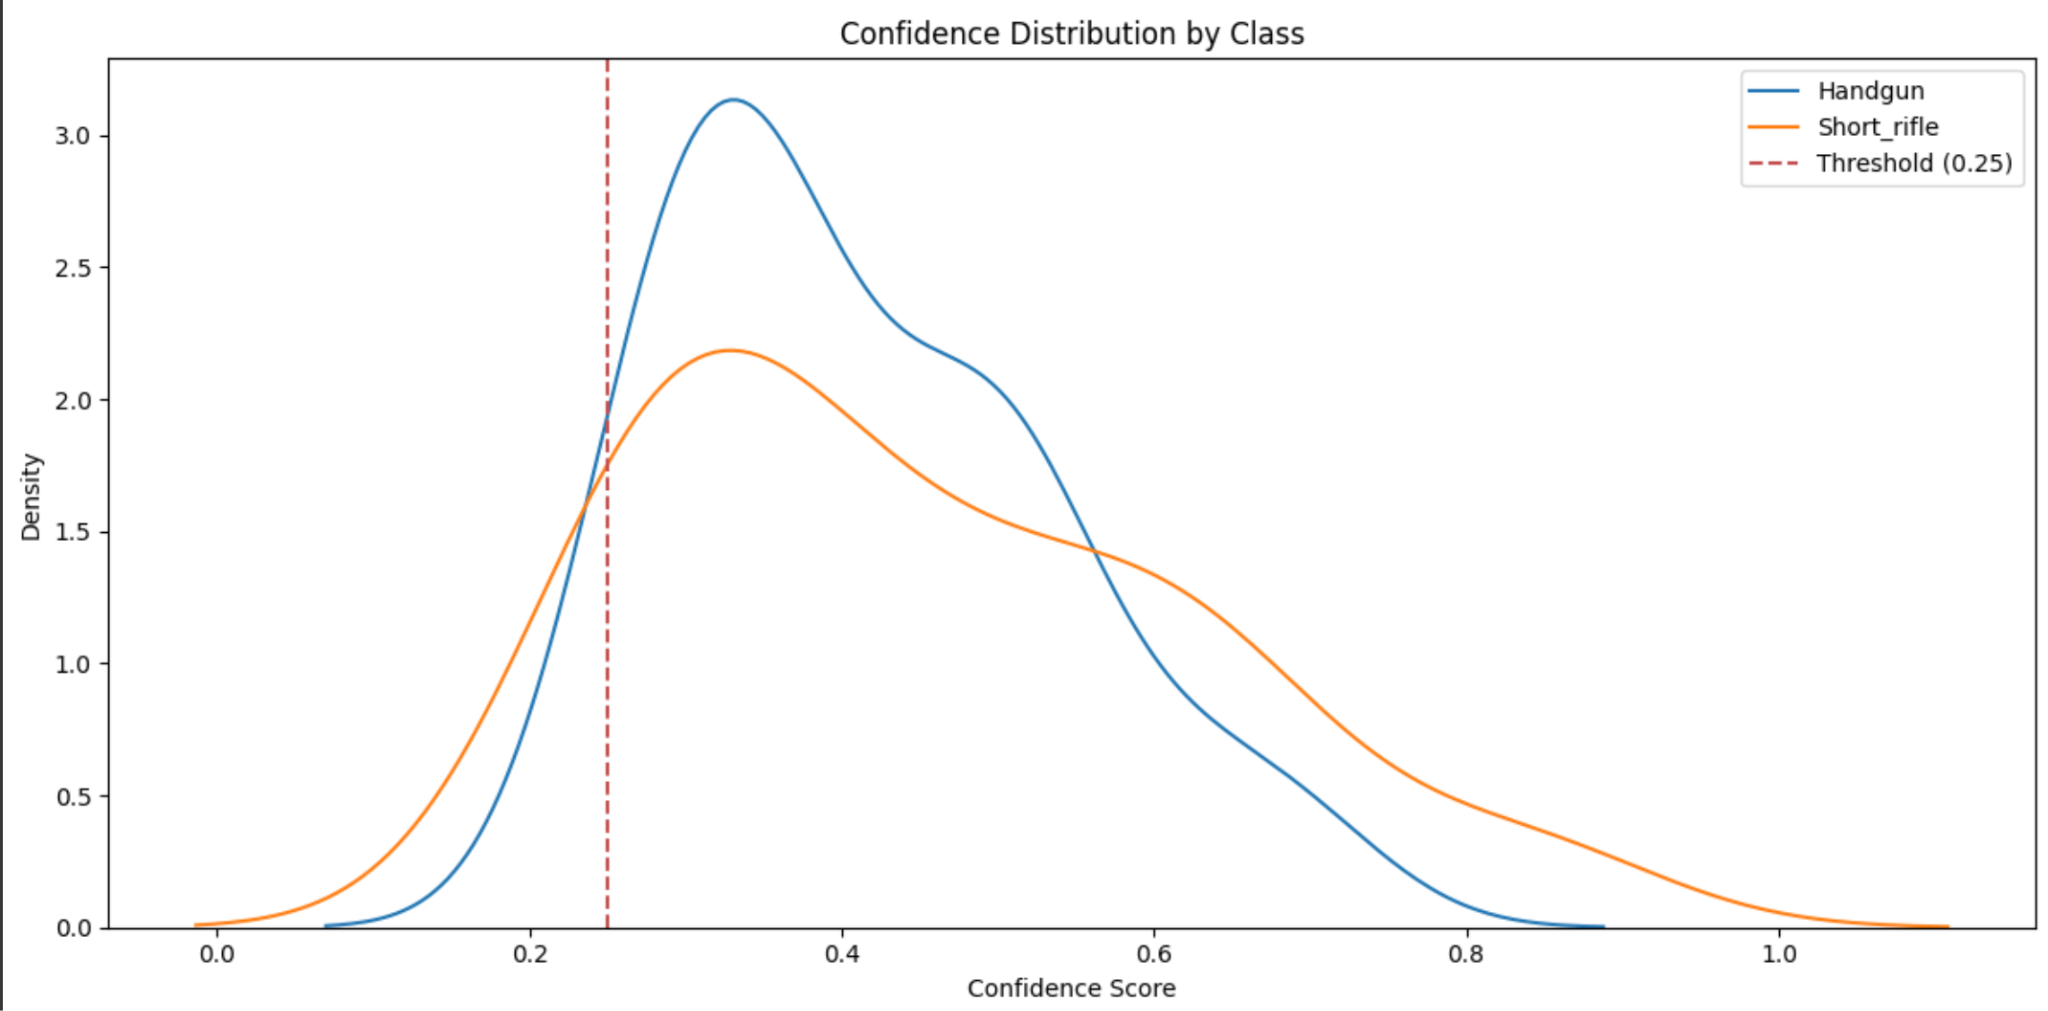 Confidence Distribution by Class
Handgun
Short_rifle
Threshold (0.25)
3.0
2.5
2.0
1.5
1.0
0.5
0.0
Density
0.0 0.2 0.4 0.6 0.8 1.0
Confidence Score